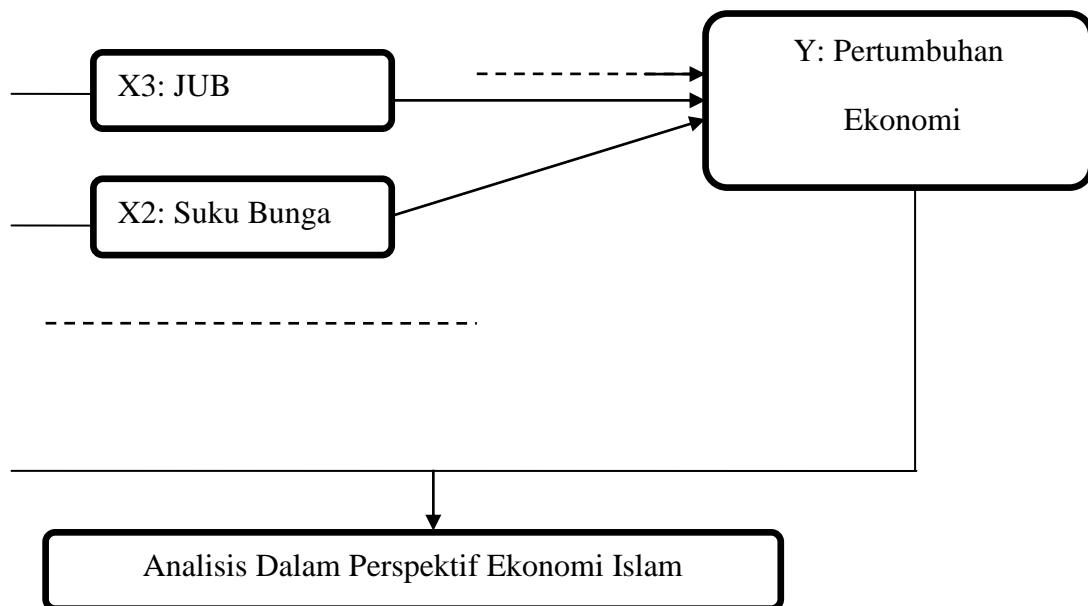 Y: Pertumbuhan
Ekonomi
X3: JUB
X2: Suku Bunga
Analisis Dalam Perspektif Ekonomi Islam